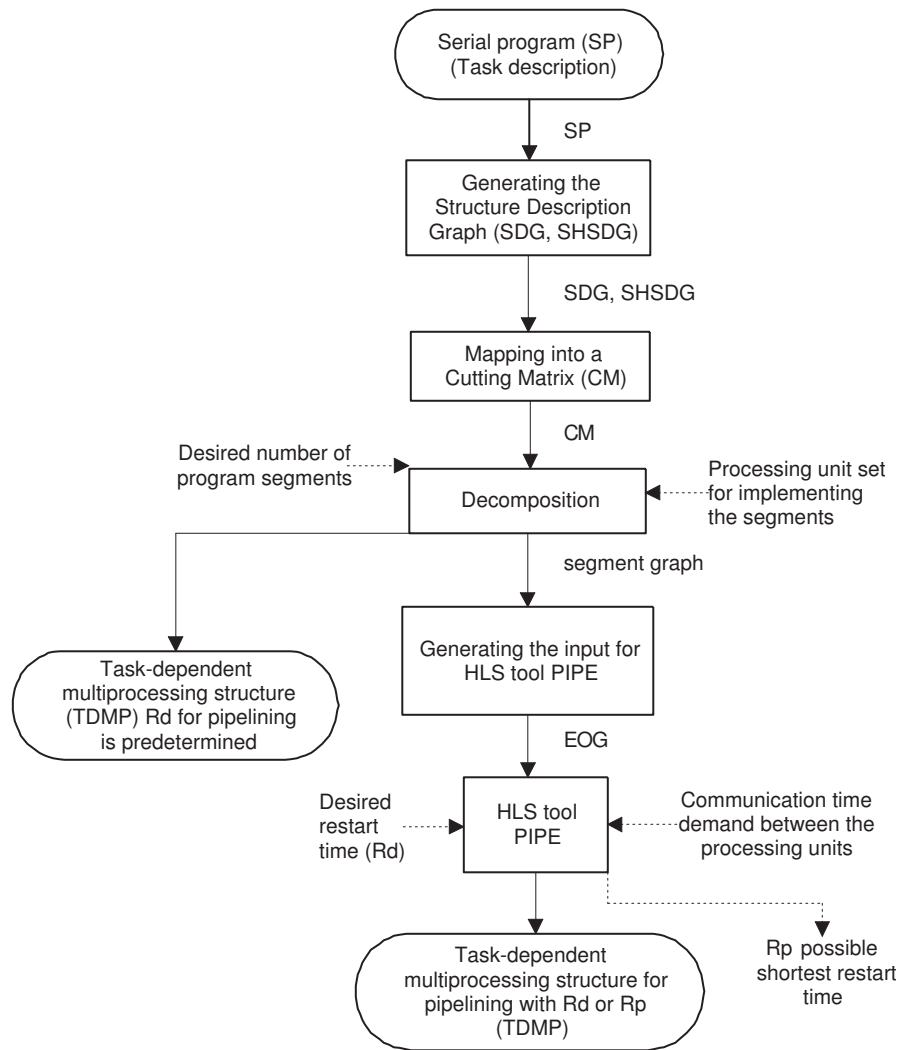 Serial program (SP)
(Task description)
SP
Generating the
Structure Description
Graph (SDG, SHSDG)
SDG, SHSDG
Mapping into a
Cutting Matrix (CM)
CM
Desired number of
program segments
Decomposition
Processing unit set
for implementing
the segments
segment graph
Generating the input for
HLS tool PIPE
Task-dependent
multiprocessing structure
(TDMP) Rd for pipelining
is predetermined
EOG
Desired
restart
time (Rd)
HLS tool
PIPE
Communication time
demand between the
processing units
Task-dependent
multiprocessing structure for
pipelining with Rd or Rp
(TDMP)
Rp possible
shortest restart
time